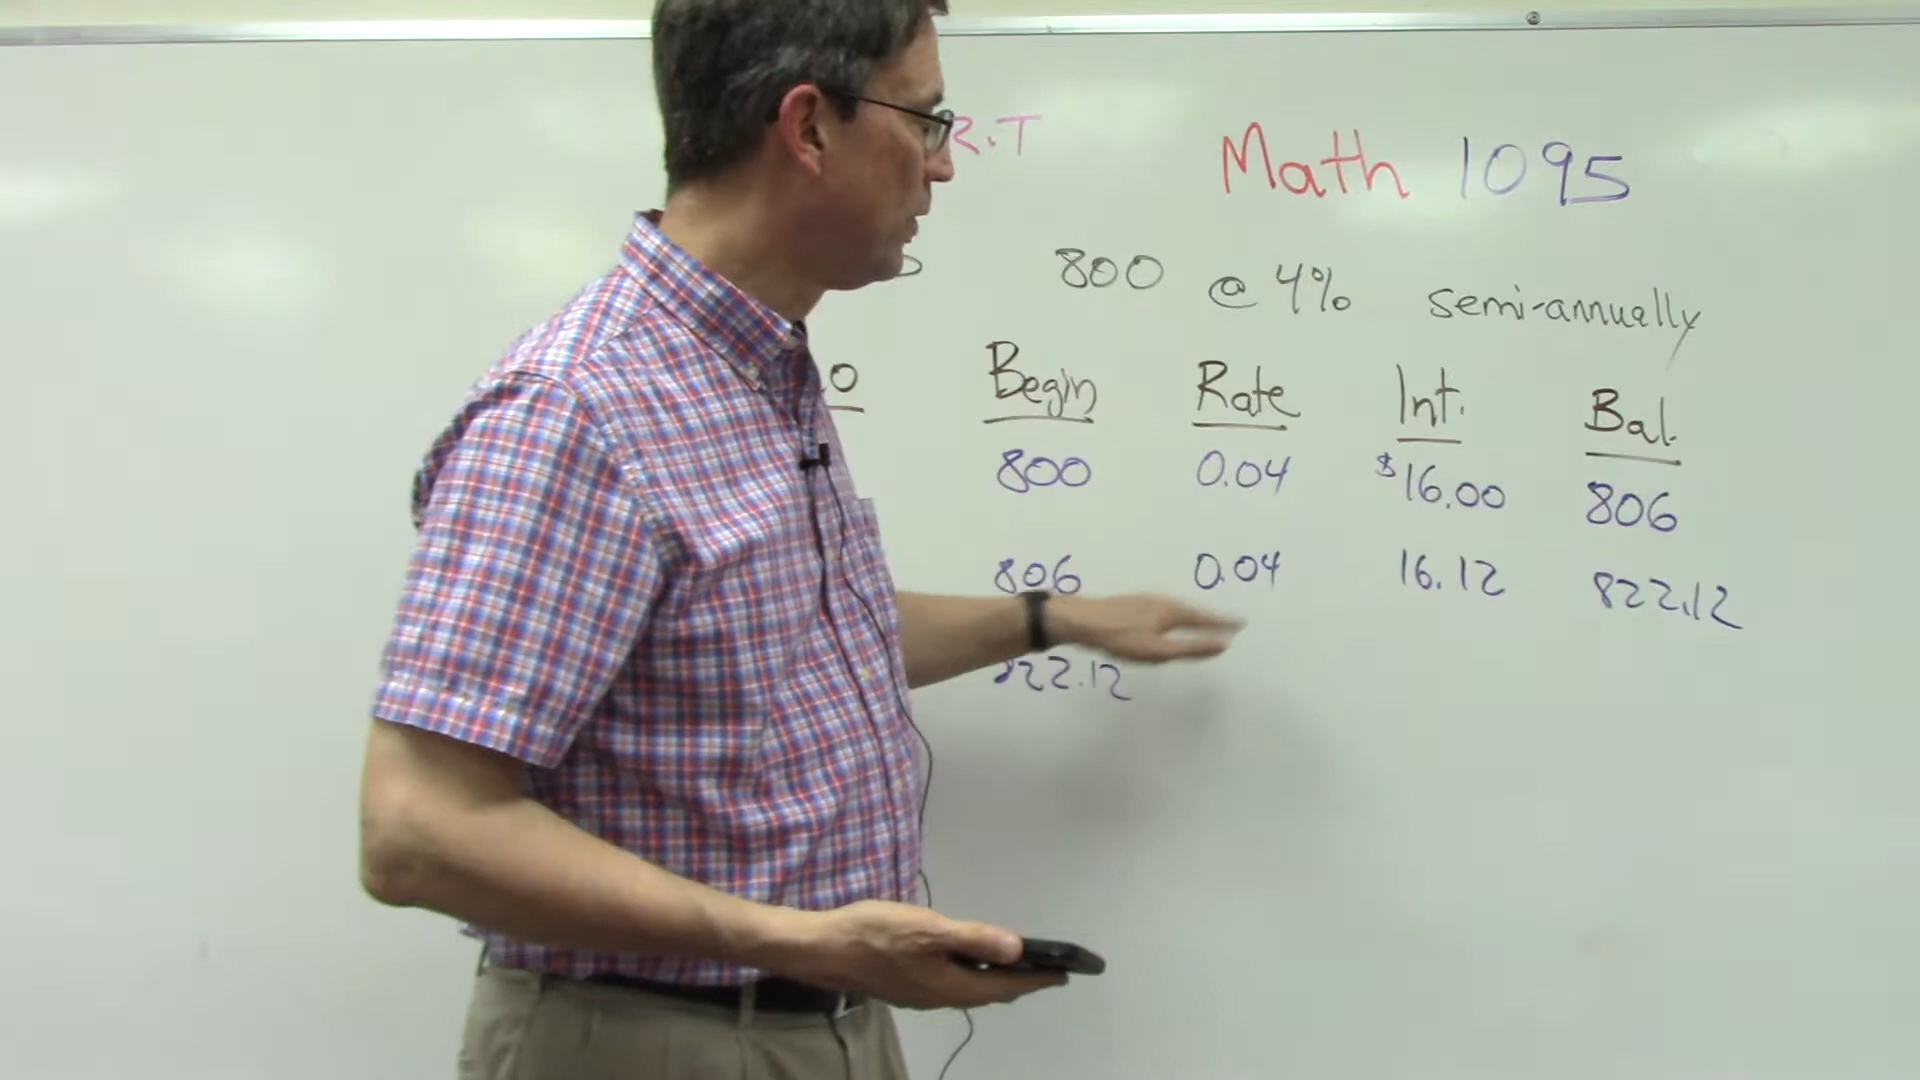 R.T
Math 1095
800 @ 4% semi-annually
Begin Rate Int. Bal.
800 0.04 $16.00 806
806 0.04 16.12 822.12
822.12